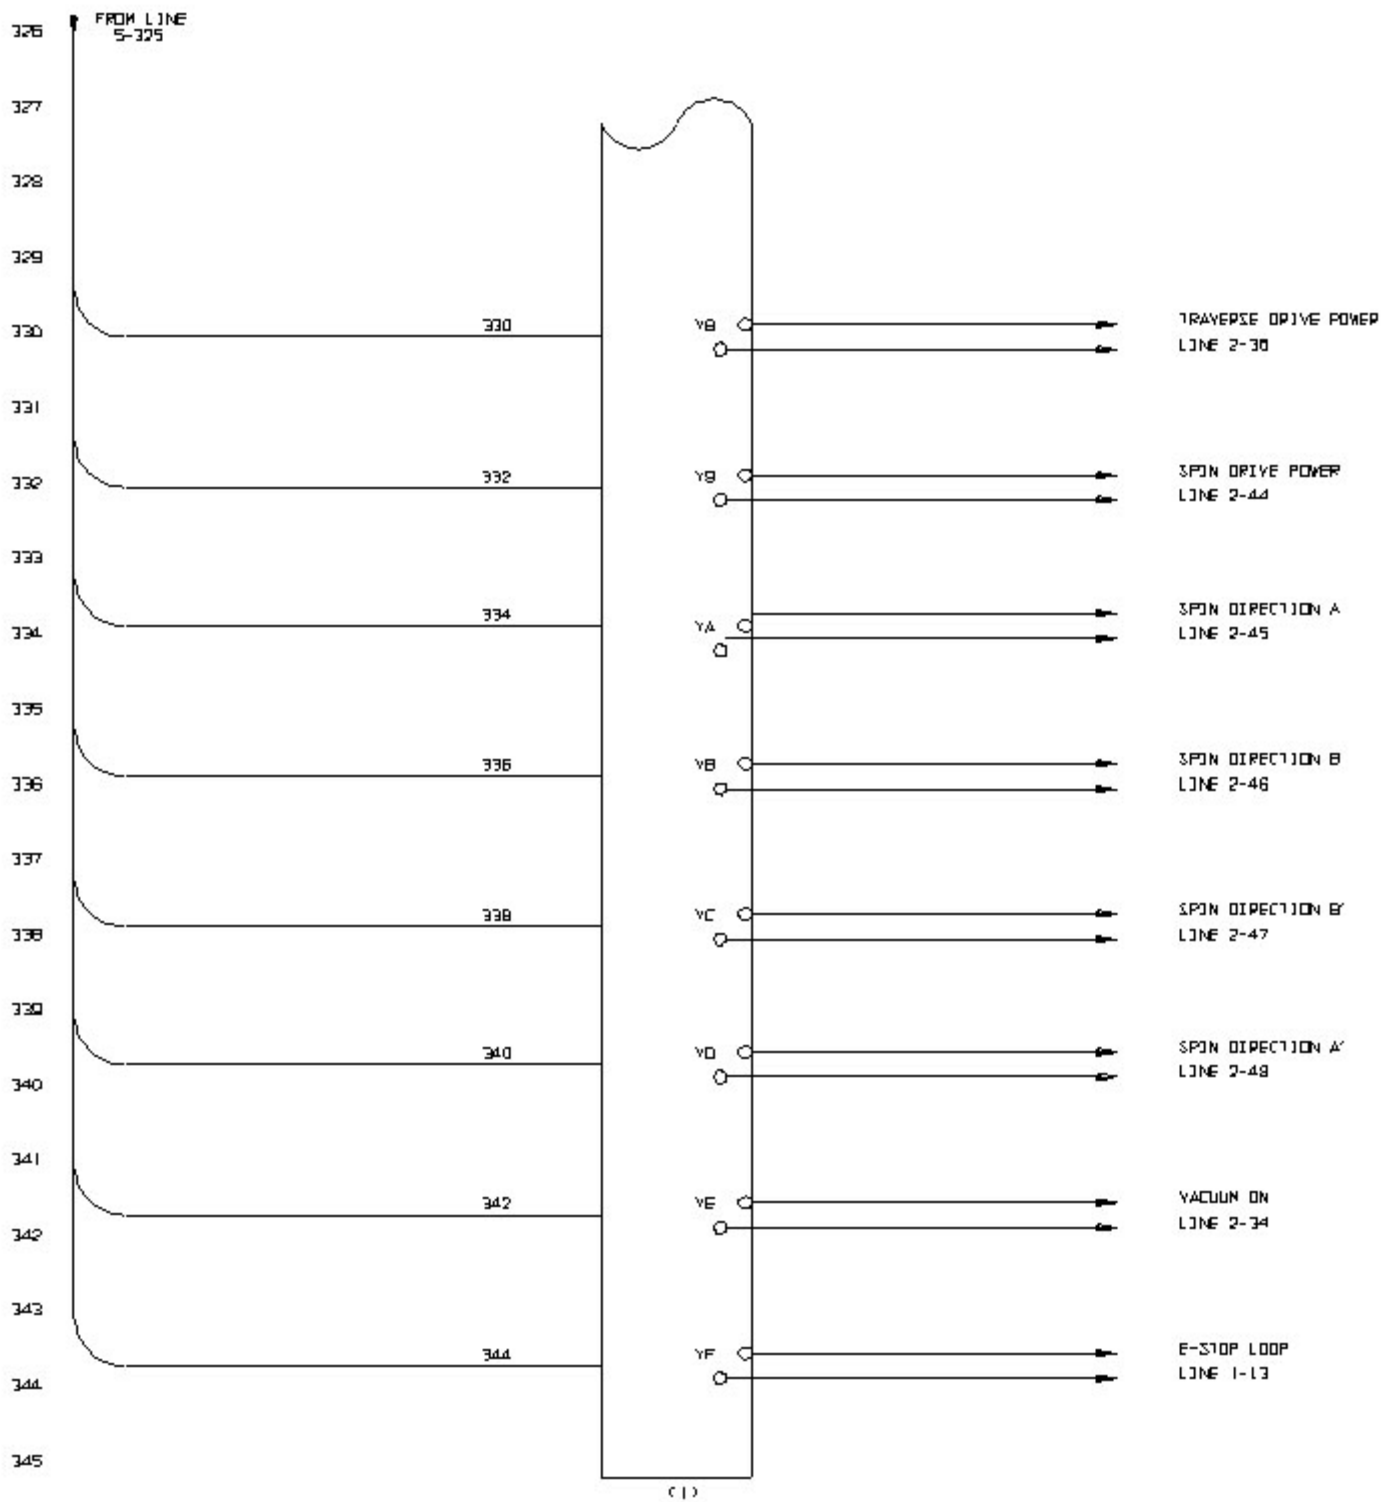 326
FROM LINE
5-325
327
328
329
330
330
Y8
TRAVERSE DRIVE POWER
LINE 2-38
331
332
332
Y9
SPIN DRIVE POWER
LINE 2-44
333
334
334
YA
SPIN DIRECTION A
LINE 2-45
335
336
336
YB
SPIN DIRECTION B
LINE 2-46
337
338
338
YC
SPIN DIRECTION B'
LINE 2-47
339
340
340
YD
SPIN DIRECTION A'
LINE 2-48
341
342
342
YE
VACUUM ON
LINE 2-34
343
344
344
YF
E-STOP LOOP
LINE 1-13
345
(1)